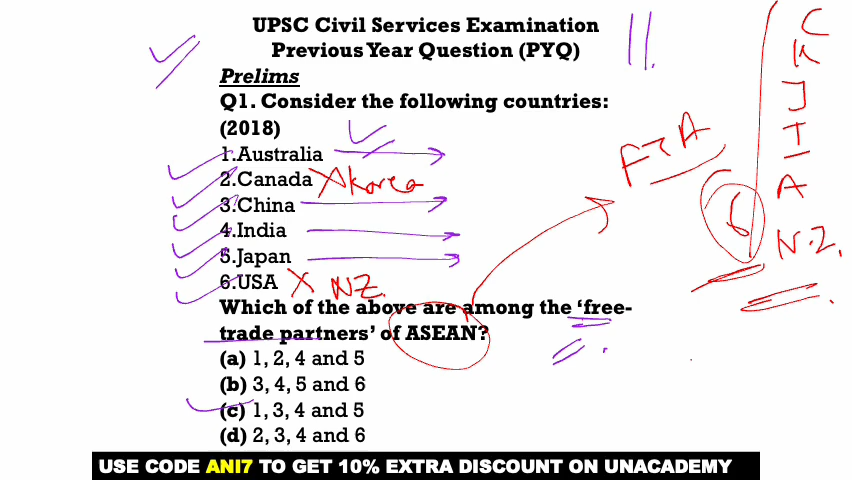 UPSC Civil Services Examination
Previous Year Question (PYQ)
Prelims
Q1. Consider the following countries:
(2018)
1.Australia
2.Canada X Korea
3.China
4.India
5.Japan
6.USA X NZ.
Which of the above are among the ‘free-
trade partners’ of ASEAN?
(a) 1, 2, 4 and 5
(b) 3, 4, 5 and 6
(c) 1, 3, 4 and 5
(d) 2, 3, 4 and 6
FTA
6
C
K
J
I
A
N.Z.
USE CODE ANI7 TO GET 10% EXTRA DISCOUNT ON UNACADEMY